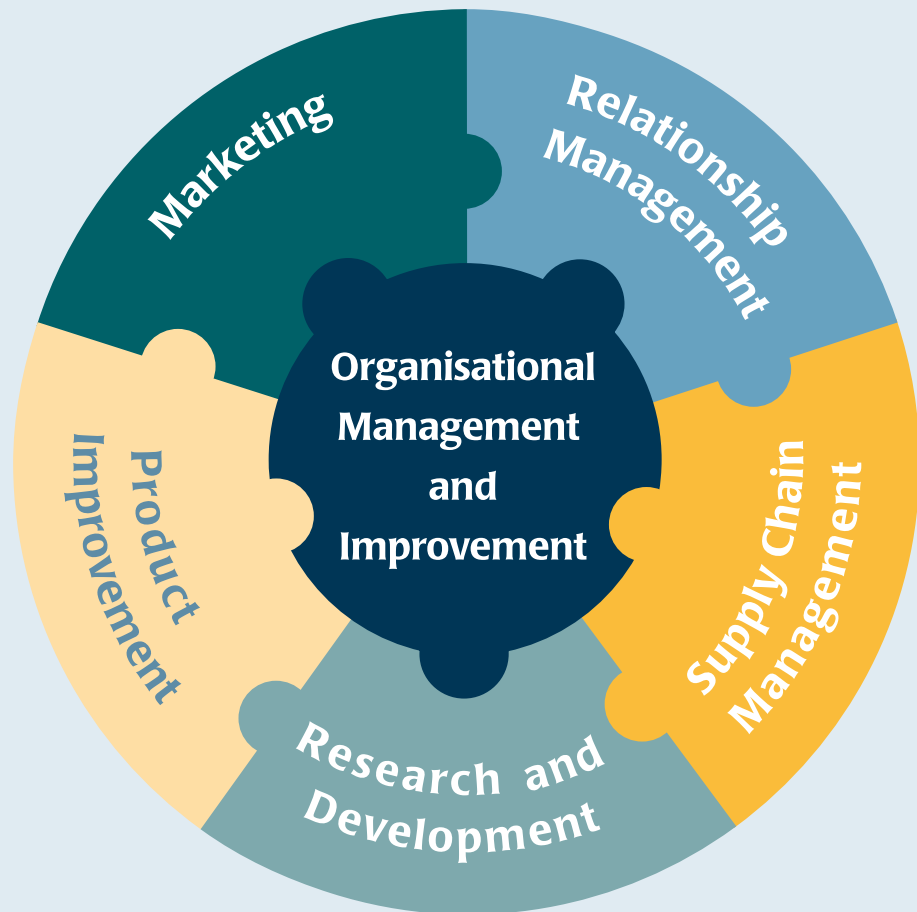 Marketing
Relationship
Management
Organisational
Management
and
Improvement
Product
Improvement
Supply Chain
Management
Research and
Development